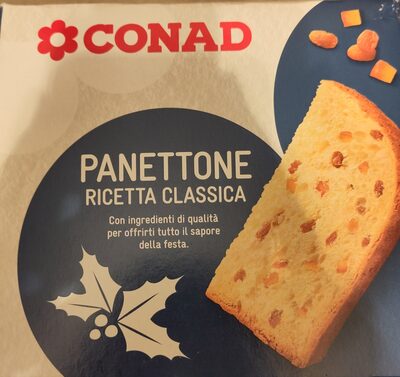 CONAD
PANETTONE
RICETTA CLASSICA
Con ingredienti di qualità
per offrirti tutto il sapore
della festa.